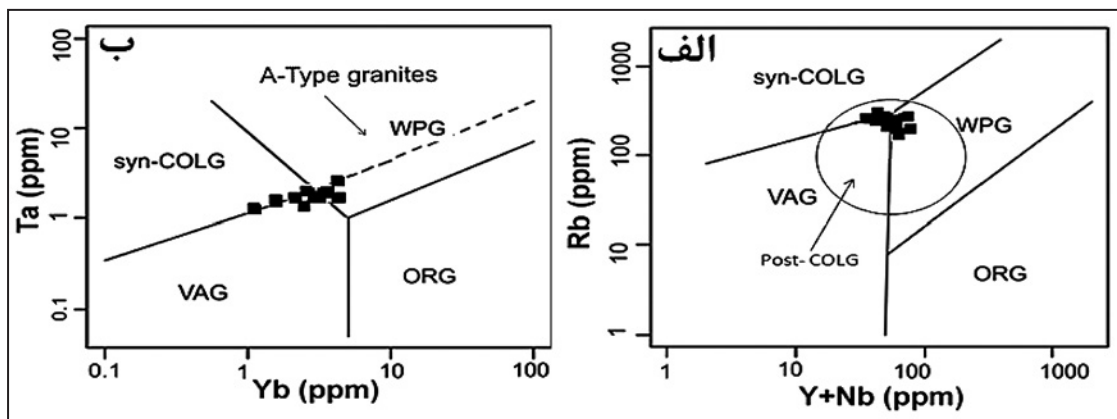 ب
100
A-Type granites
WPG
10
syn-COLG
1
0.1
VAG
ORG
Ta (ppm)
0.1
1
10
100
Yb (ppm)
الف
1000
syn-COLG
WPG
100
VAG
10
Post- COLG
ORG
1
Rb (ppm)
1
10
100
1000
Y+Nb (ppm)